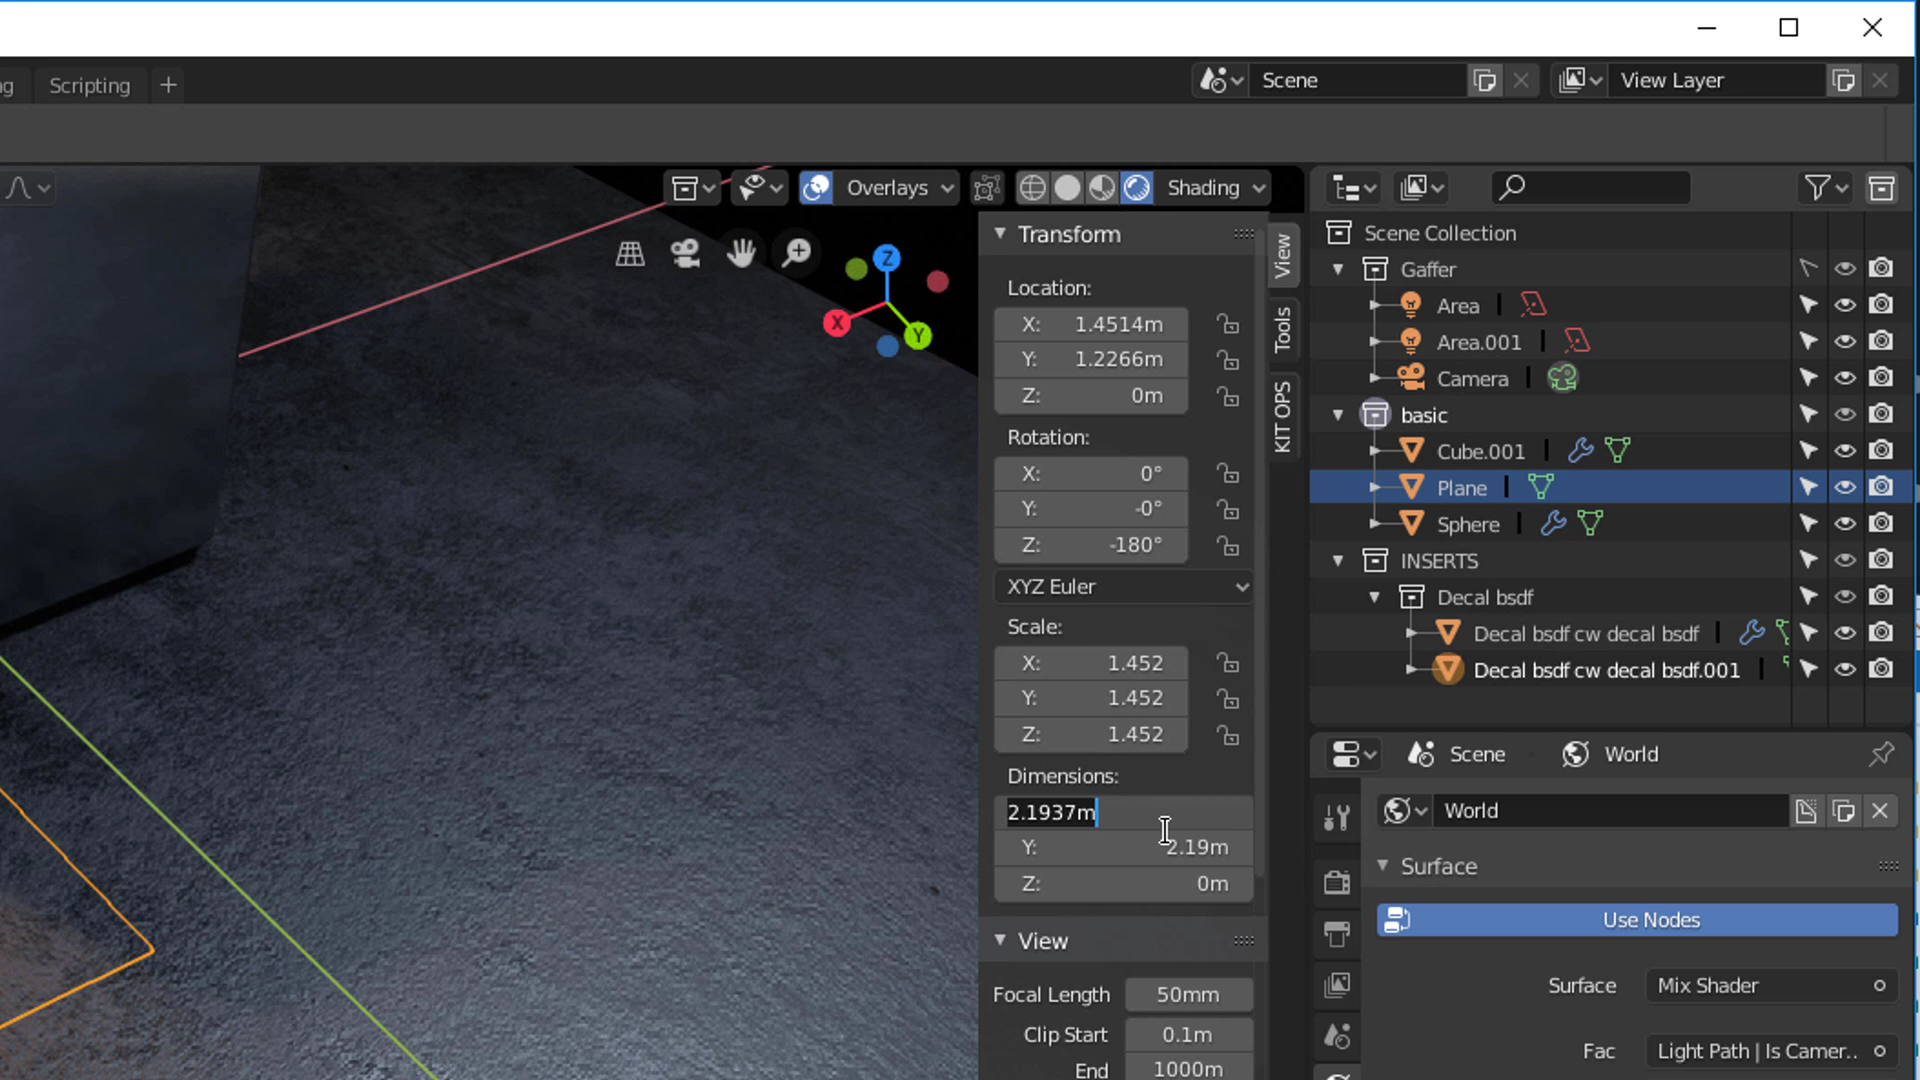 g Scripting +
Scene View Layer
Overlays Shading
Transform
Location:
X: 1.4514m
Y: 1.2266m
Z: 0m
Rotation:
X: 0°
Y: -0°
Z: -180°
XYZ Euler
Scale:
X: 1.452
Y: 1.452
Z: 1.452
Dimensions:
2.1937m
Y: 2.19m
Z: 0m
View
Focal Length 50mm
Clip Start 0.1m
End 1000m
View
Tools
KIT OPS
Z
X
Y
Scene Collection
Gaffer
Area
Area.001
Camera
basic
Cube.001
Plane
Sphere
INSERTS
Decal bsdf
Decal bsdf cw decal bsdf
Decal bsdf cw decal bsdf.001
Scene World
World
Surface
Use Nodes
Surface Mix Shader
Fac Light Path | Is Camer..